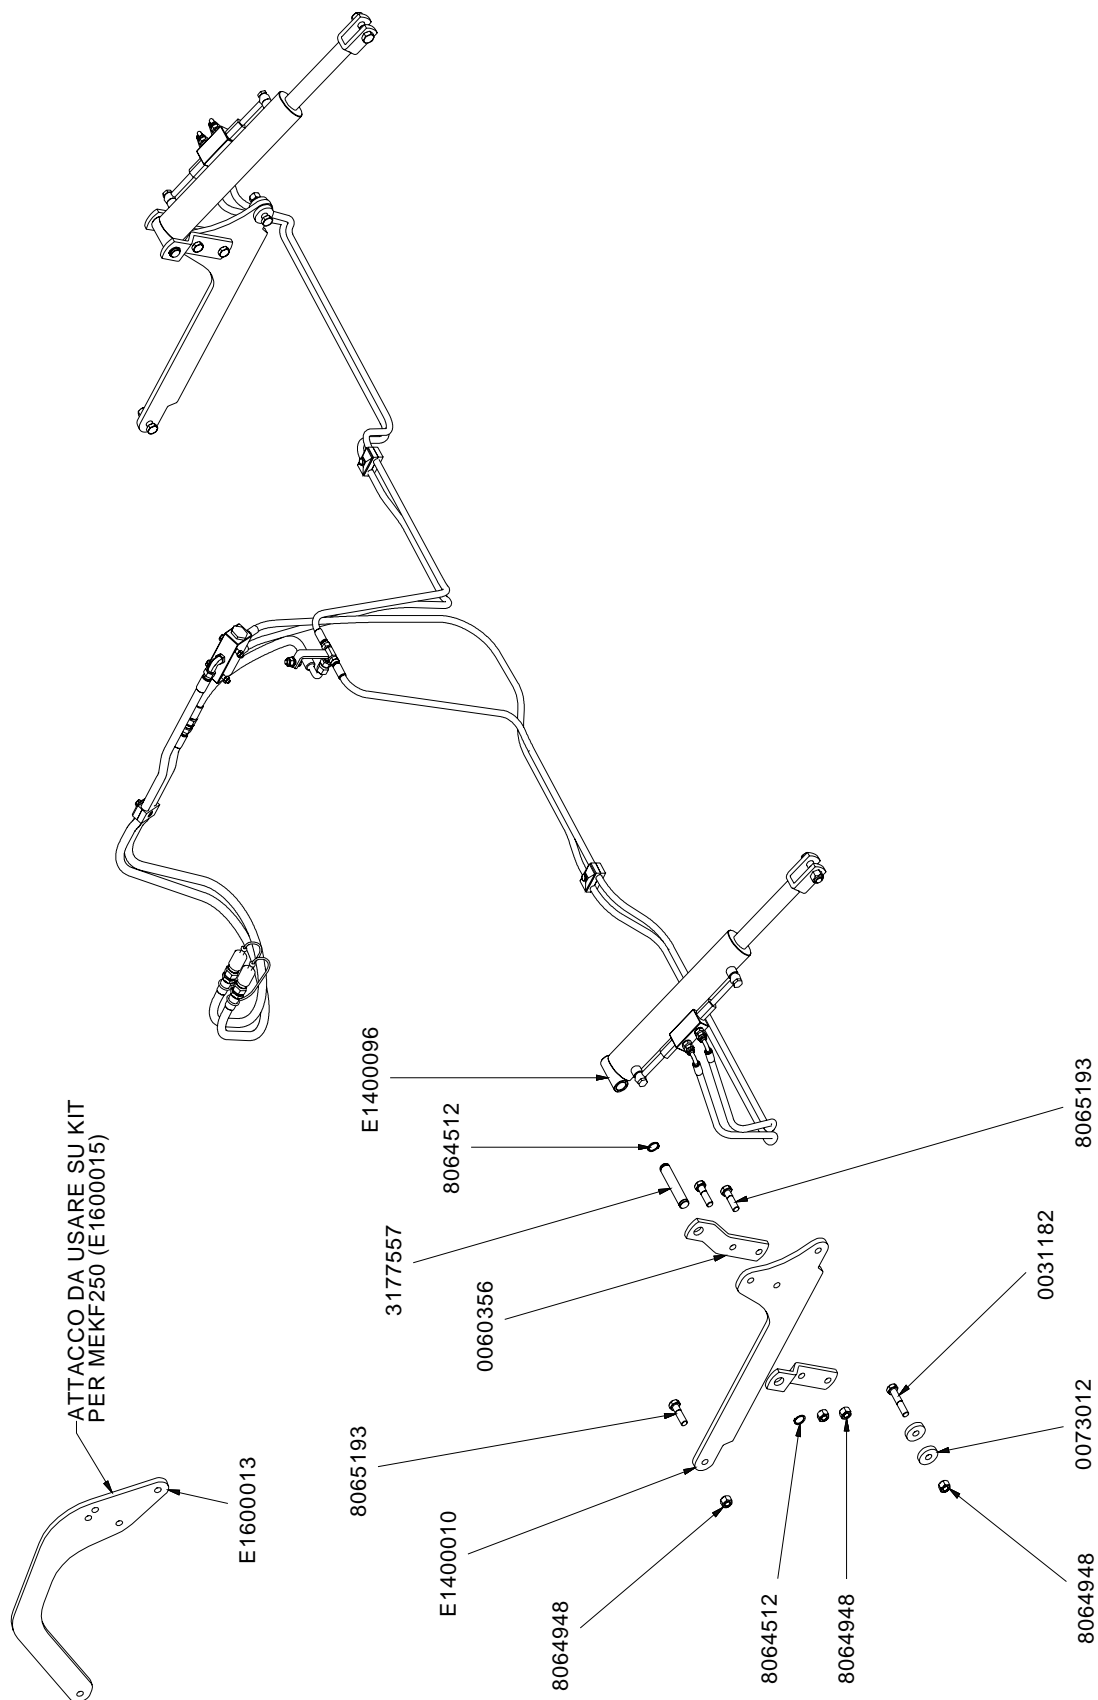 ATTACCO DA USARE SU KIT
PER MEKF250 (E1600015)
E1600013
E1400096
8064512
3177557
0060356
8065193
E1400010
8064948
8064512
8064948
8065193
0031182
0073012
8064948